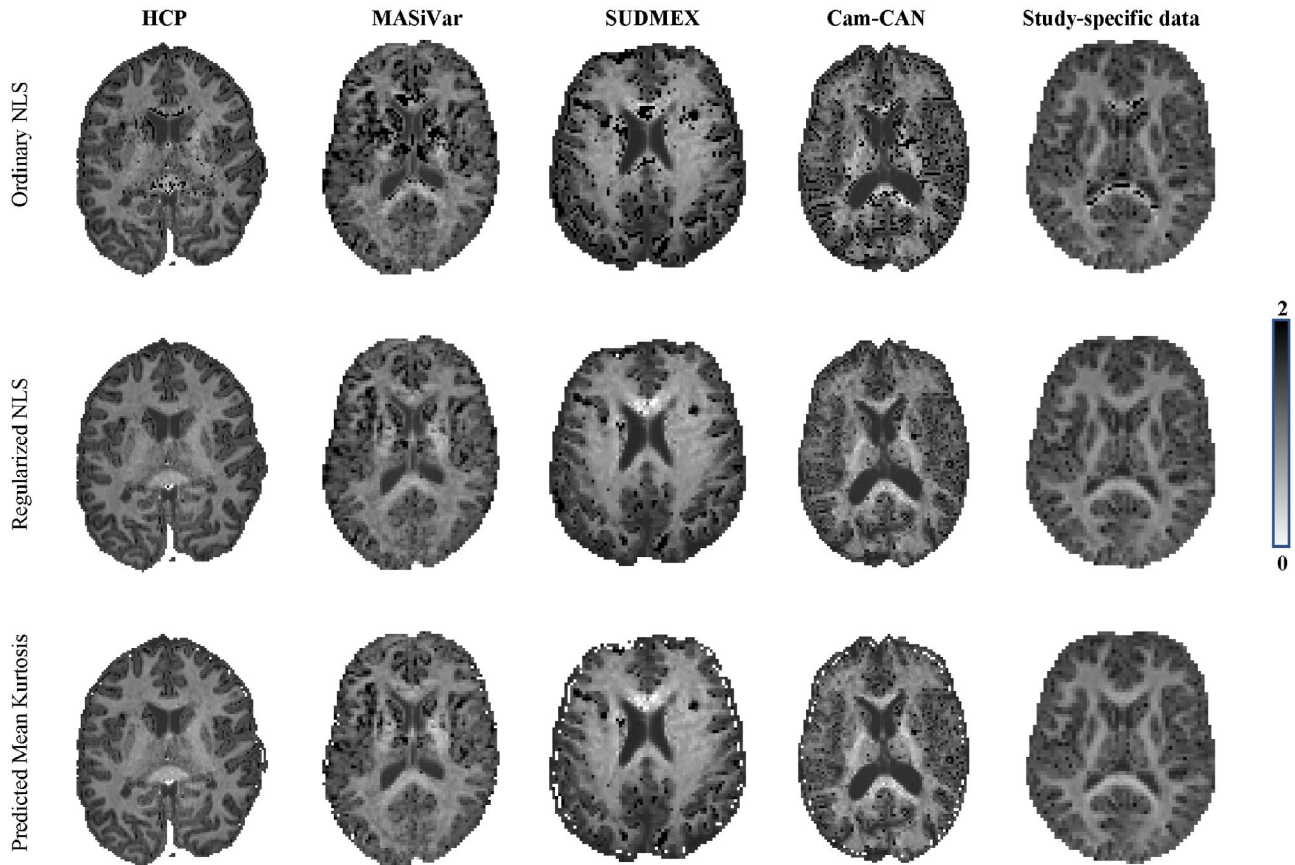 HCP
MASiVar
SUDMEX
Cam-CAN
Study-specific data
Ordinary NLS
Regularized NLS
Predicted Mean Kurtosis
2
0